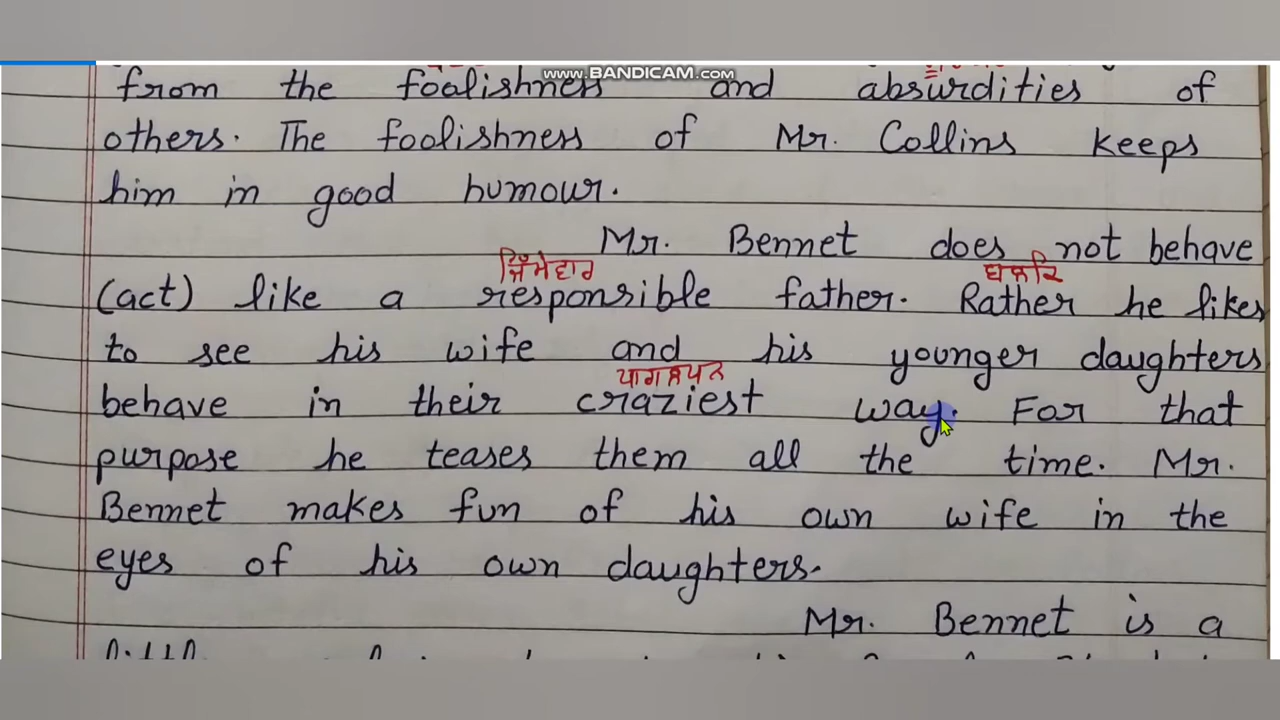 www.BANDICAM.com
from the foolishness and absurdities of
others. The foolishness of Mr. Collins keeps
him in good humour.
Mr. Bennet does not behave
ਜ਼ਿੰਮੇਵਾਰ ਬਲਕਿ
(act) like a responsible father. Rather he likes
to see his wife and his younger daughters
ਪਾਗਲਪਨ
behave in their craziest way. For that
purpose he teases them all the time. Mr.
Bennet makes fun of his own wife in the
eyes of his own daughters.
Mr. Bennet is a